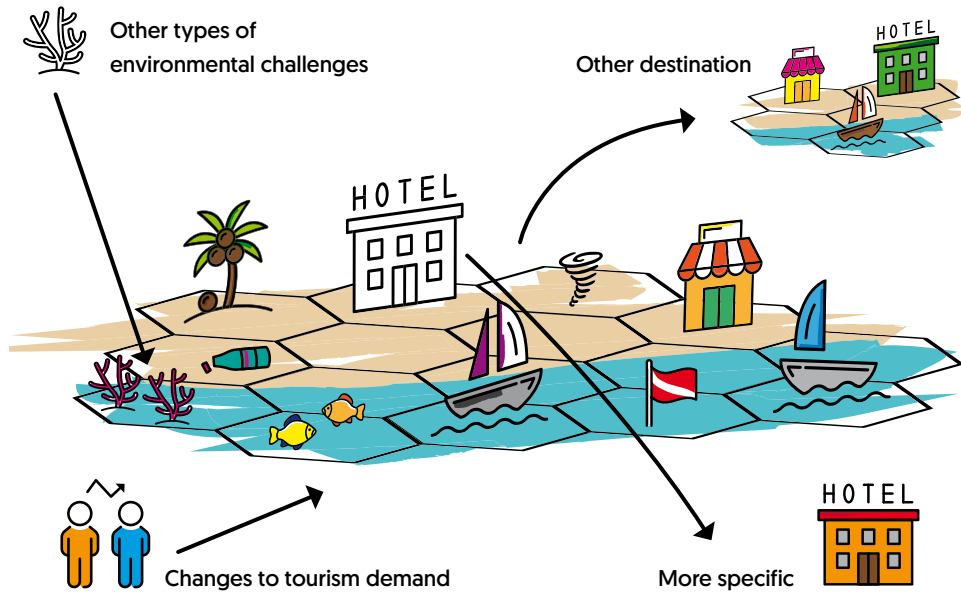 Other types of
environmental challenges
Other destination
HOTEL
HOTEL
HOTEL
Changes to tourism demand
More specific